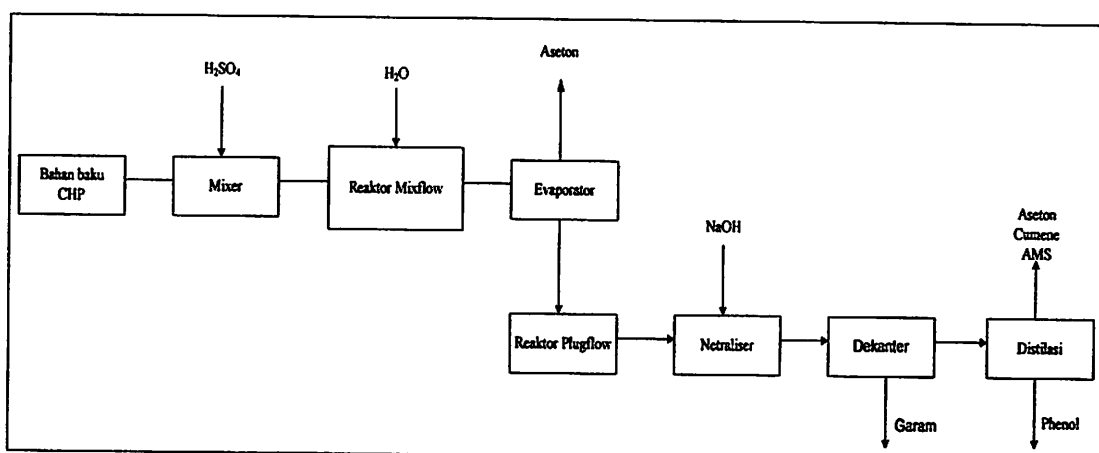 Aseton
H₂SO₄
H₂O
Bahan baku
CHP
Mixer
Reaktor Mixflow
Evaporator
NaOH
Aseton
Cumene
AMS
Reaktor Plugflow
Netraliser
Dekanter
Distilasi
Garam
Phenol